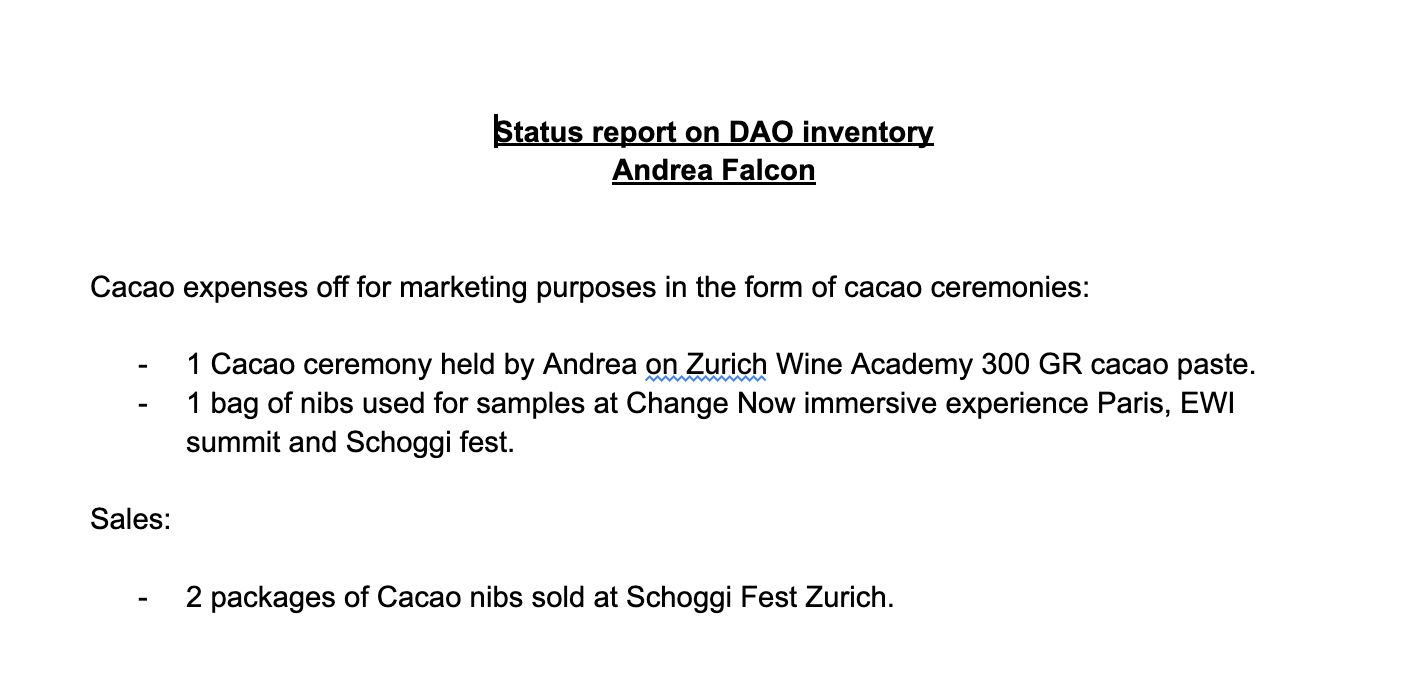 Status report on DAO inventory
Andrea Falcon
Cacao expenses off for marketing purposes in the form of cacao ceremonies:
- 1 Cacao ceremony held by Andrea on Zurich Wine Academy 300 GR cacao paste.
- 1 bag of nibs used for samples at Change Now immersive experience Paris, EWI
summit and Schoggi fest.
Sales:
- 2 packages of Cacao nibs sold at Schoggi Fest Zurich.